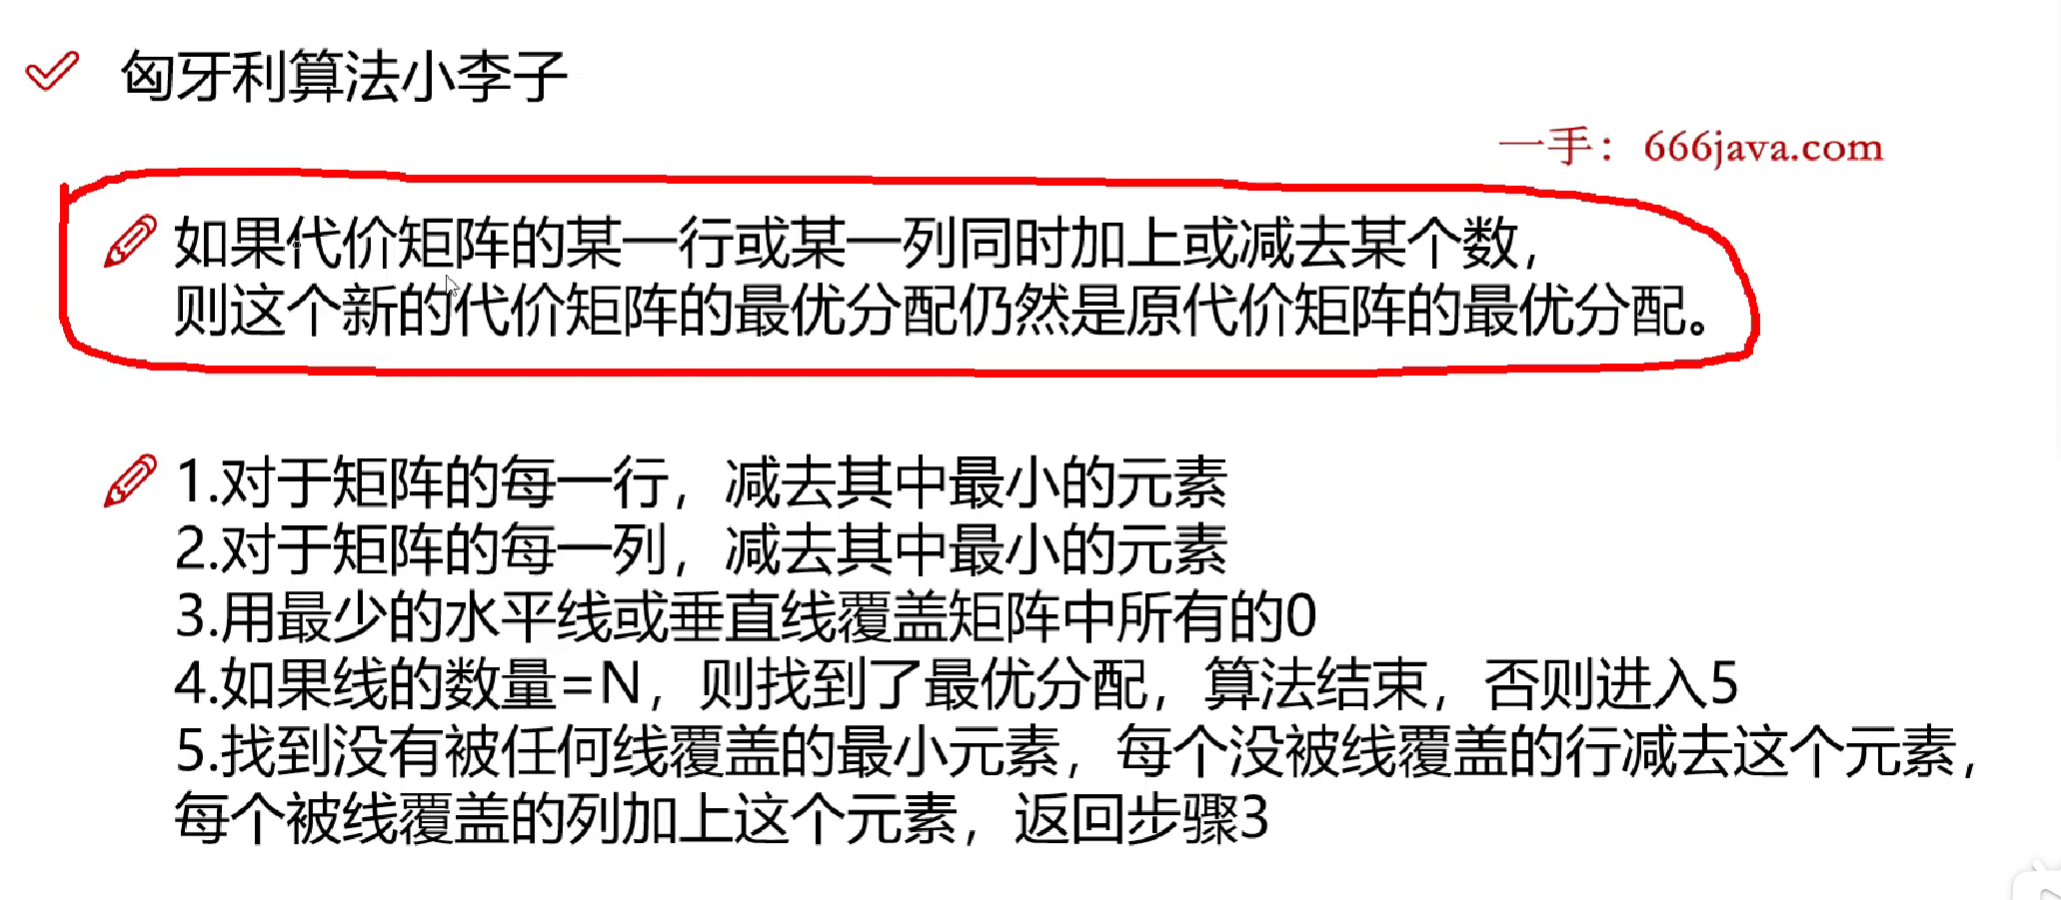 匈牙利算法小李子
一手：666java.com
如果代价矩阵的某一行或某一列同时加上或减去某个数，
则这个新的代价矩阵的最优分配仍然是原代价矩阵的最优分配。
1.对于矩阵的每一行，减去其中最小的元素
2.对于矩阵的每一列，减去其中最小的元素
3.用最少的水平线或垂直线覆盖矩阵中所有的0
4.如果线的数量=N，则找到了最优分配，算法结束，否则进入5
5.找到没有被任何线覆盖的最小元素，每个没被线覆盖的行减去这个元素，
每个被线覆盖的列加上这个元素，返回步骤3